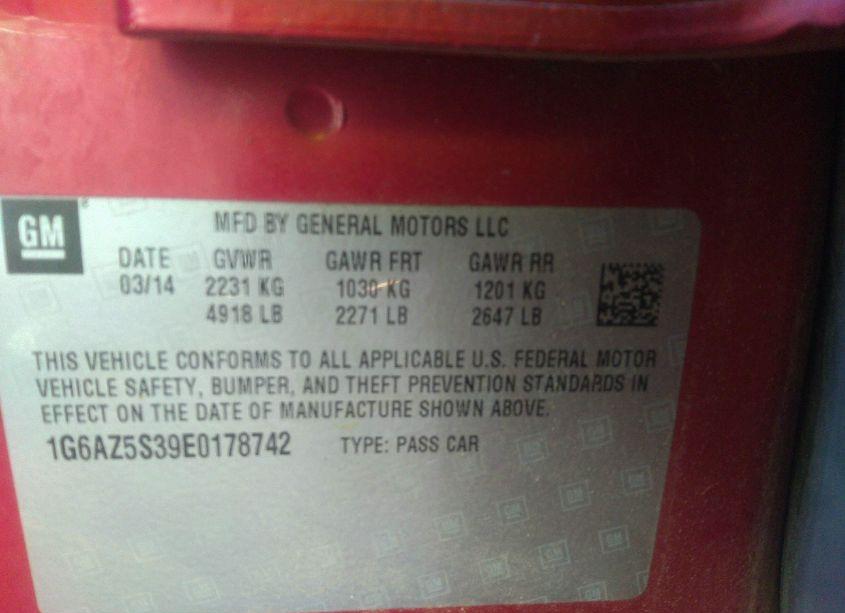 GM
MFD BY GENERAL MOTORS LLC
DATE GVWR GAWR FRT GAWR RR
03/14 2231 KG 1030 KG 1201 KG
4918 LB 2271 LB 2647 LB
THIS VEHICLE CONFORMS TO ALL APPLICABLE U.S. FEDERAL MOTOR
VEHICLE SAFETY, BUMPER, AND THEFT PREVENTION STANDARDS IN
EFFECT ON THE DATE OF MANUFACTURE SHOWN ABOVE.
1G6AZ5S39E0178742 TYPE: PASS CAR